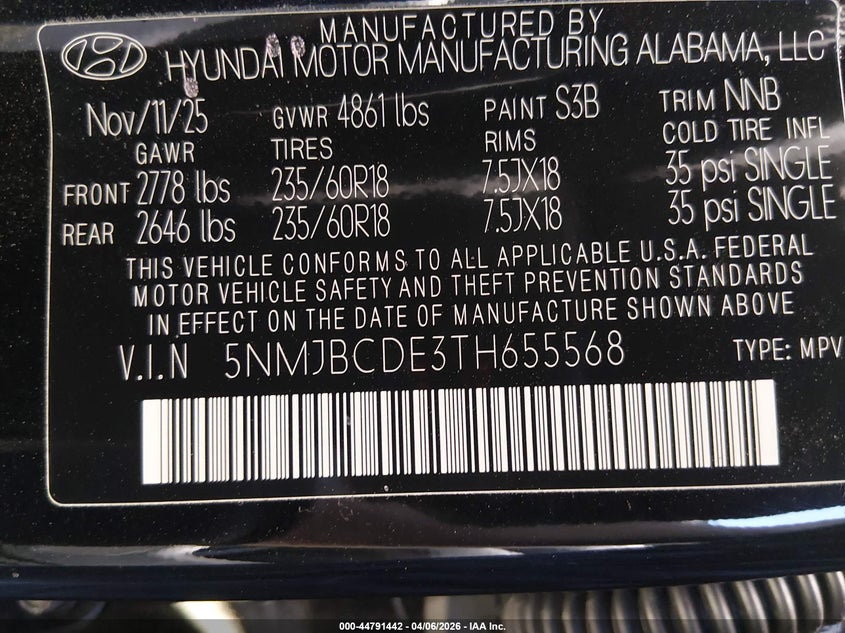 MANUFACTURED BY
HYUNDAI MOTOR MANUFACTURING ALABAMA, LLC
Nov/11/25 GVWR 4861 lbs PAINT S3B TRIM NNB
GAWR TIRES RIMS COLD TIRE INFL
FRONT 2778 lbs 235/60R18 7.5JX18 35 psi SINGLE
REAR 2646 lbs 235/60R18 7.5JX18 35 psi SINGLE
THIS VEHICLE CONFORMS TO ALL APPLICABLE U.S.A. FEDERAL
MOTOR VEHICLE SAFETY AND THEFT PREVENTION STANDARDS
IN EFFECT ON THE DATE OF MANUFACTURE SHOWN ABOVE
V.I.N 5NMJBCDE3TH655568 TYPE: MPV
000-44791442 - 04/06/2026 - IAA Inc.